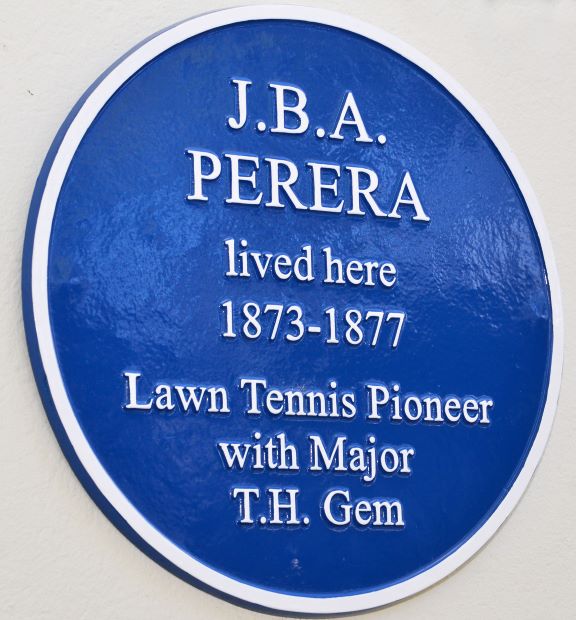 J.B.A.
PERERA
lived here
1873-1877
Lawn Tennis Pioneer
with Major
T.H. Gem